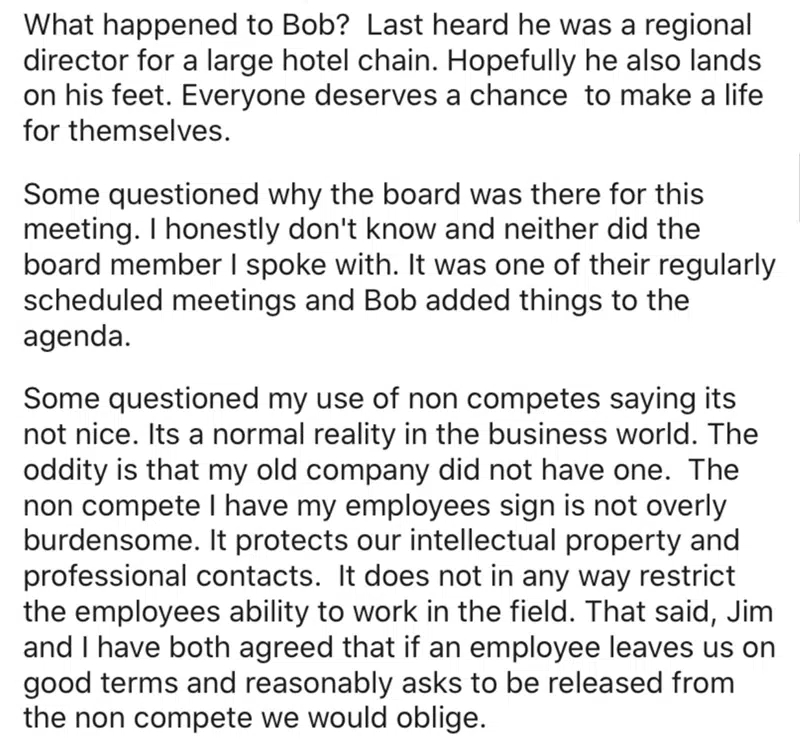 What happened to Bob?  Last heard he was a regional
director for a large hotel chain. Hopefully he also lands
on his feet. Everyone deserves a chance  to make a life
for themselves.
Some questioned why the board was there for this
meeting. I honestly don't know and neither did the
board member I spoke with. It was one of their regularly
scheduled meetings and Bob added things to the
agenda.
Some questioned my use of non competes saying its
not nice. Its a normal reality in the business world. The
oddity is that my old company did not have one.  The
non compete I have my employees sign is not overly
burdensome. It protects our intellectual property and
professional contacts.  It does not in any way restrict
the employees ability to work in the field. That said, Jim
and I have both agreed that if an employee leaves us on
good terms and reasonably asks to be released from
the non compete we would oblige.